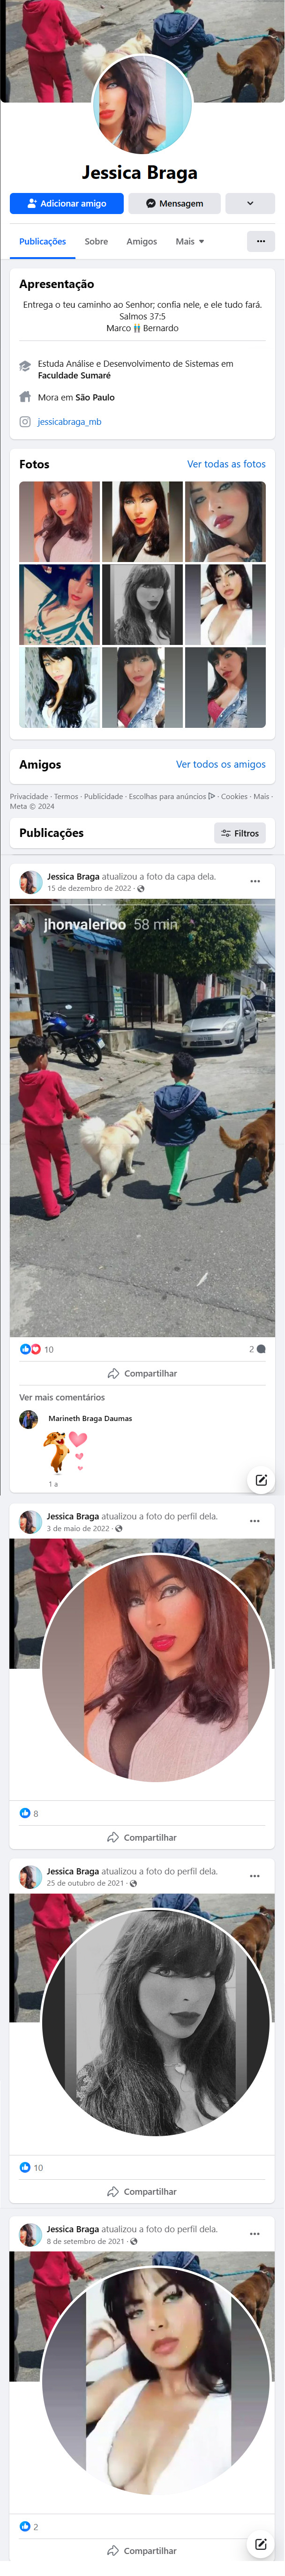 Jessica Braga
Adicionar amigo
Mensagem
Publicações
Sobre
Amigos
Mais
Apresentação
Entrega o teu caminho ao Senhor; confia nele, e ele tudo fará.
Salmos 37:5
Marco 👬 Bernardo
Estuda Análise e Desenvolvimento de Sistemas em
Faculdade Sumaré
Mora em São Paulo
jessicabraga_mb
Fotos
Ver todas as fotos
Amigos
Ver todos os amigos
Privacidade · Termos · Publicidade · Escolhas para anúncios · Cookies · Mais ·
Meta © 2024
Publicações
Filtros
Jessica Braga atualizou a foto da capa dela.
15 de dezembro de 2022 ·
jhonvalerioo 58 min
10
2
Compartilhar
Ver mais comentários
Marineth Braga Daumas
1 a
Jessica Braga atualizou a foto do perfil dela.
3 de maio de 2022 ·
8
Compartilhar
Jessica Braga atualizou a foto do perfil dela.
25 de outubro de 2021 ·
10
Compartilhar
Jessica Braga atualizou a foto do perfil dela.
8 de setembro de 2021 ·
2
Compartilhar